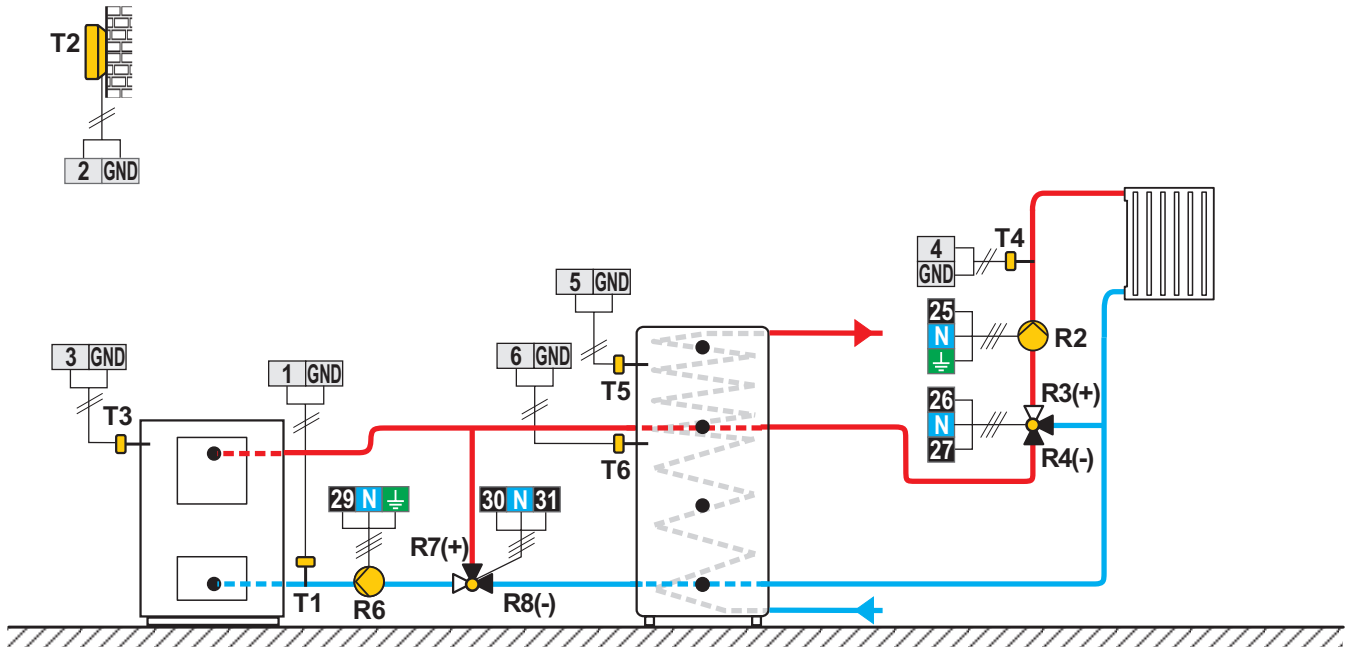 T2
2 GND
4
GND
T4
25
N
R2
26
N
27
R3(+)
R4(-)
5 GND
T5
6 GND
T6
3 GND
T3
1 GND
T1
29 N
R6
30 N 31
R7(+)
R8(-)